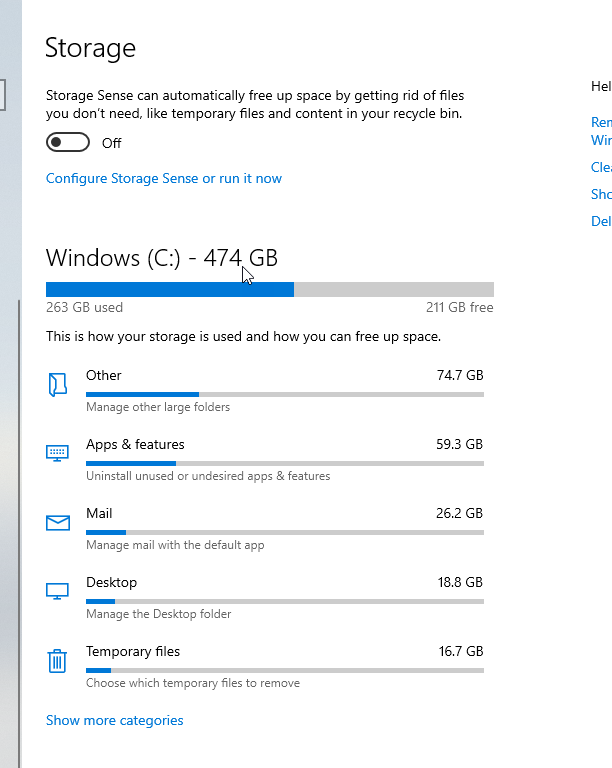 Storage
Storage Sense can automatically free up space by getting rid of files
you don't need, like temporary files and content in your recycle bin.
Off
Configure Storage Sense or run it now
Windows (C:) - 474 GB
263 GB used 211 GB free
This is how your storage is used and how you can free up space.
Other 74.7 GB
Manage other large folders
Apps & features 59.3 GB
Uninstall unused or undesired apps & features
Mail 26.2 GB
Manage mail with the default app
Desktop 18.8 GB
Manage the Desktop folder
Temporary files 16.7 GB
Choose which temporary files to remove
Show more categories